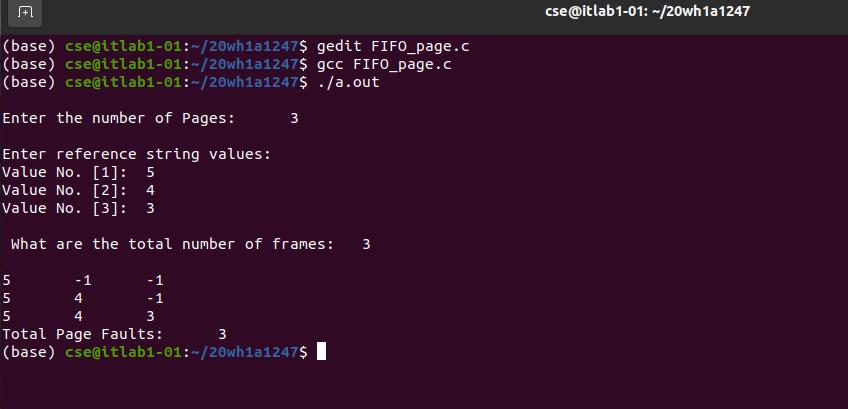 cse@itlab1-01: ~/20wh1a1247
(base) cse@itlab1-01:~/20wh1a1247$ gedit FIFO_page.c
(base) cse@itlab1-01:~/20wh1a1247$ gcc FIFO_page.c
(base) cse@itlab1-01:~/20wh1a1247$ ./a.out
Enter the number of Pages: 3
Enter reference string values:
Value No. [1]: 5
Value No. [2]: 4
Value No. [3]: 3
What are the total number of frames: 3
5 -1 -1
5 4 -1
5 4 3
Total Page Faults: 3
(base) cse@itlab1-01:~/20wh1a1247$